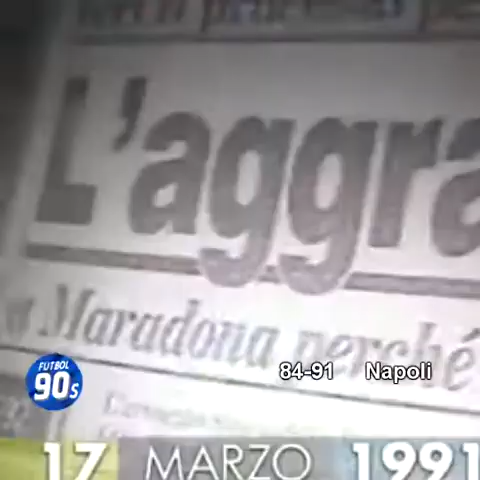 L'aggra
Maradona perché
FUTBOL
90s
84-91 Napoli
17 MARZO 1991